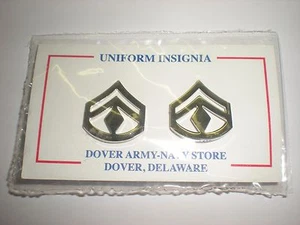 UNIFORM INSIGNIA
DOVER ARMY-NAVY STORE
DOVER, DELAWARE